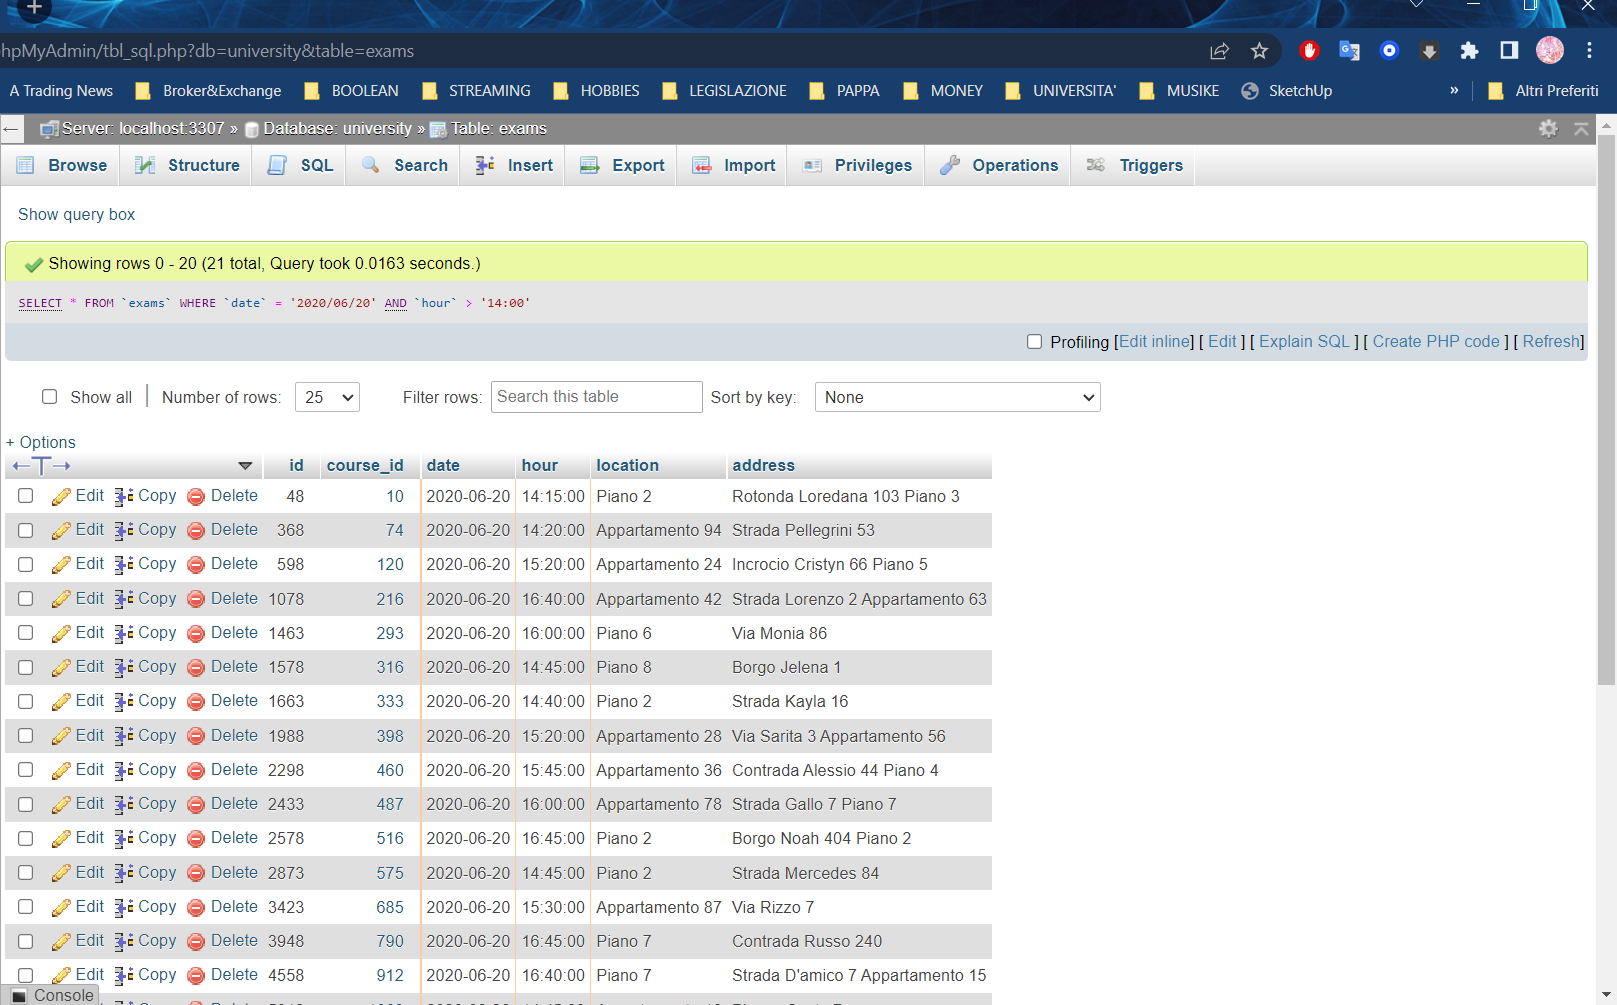 hpMyAdmin/tbl_sql.php?db=university&table=exams
A Trading News Broker&Exchange BOOLEAN STREAMING HOBBIES LEGISLAZIONE PAPPA MONEY UNIVERSITA' MUSIKE SketchUp » Altri Preferiti
Server: localhost:3307 » Database: university » Table: exams
Browse Structure SQL Search Insert Export Import Privileges Operations Triggers
Show query box
Showing rows 0 - 20 (21 total, Query took 0.0163 seconds.)
SELECT * FROM `exams` WHERE `date` = '2020/06/20' AND `hour` > '14:00'
Profiling [Edit inline] [ Edit ] [ Explain SQL ] [ Create PHP code ] [ Refresh]
Show all | Number of rows: 25 Filter rows: Search this table Sort by key: None
+ Options
id course_id date hour location address
Edit Copy Delete 48 10 2020-06-20 14:15:00 Piano 2 Rotonda Loredana 103 Piano 3
Edit Copy Delete 368 74 2020-06-20 14:20:00 Appartamento 94 Strada Pellegrini 53
Edit Copy Delete 598 120 2020-06-20 15:20:00 Appartamento 24 Incrocio Cristyn 66 Piano 5
Edit Copy Delete 1078 216 2020-06-20 16:40:00 Appartamento 42 Strada Lorenzo 2 Appartamento 63
Edit Copy Delete 1463 293 2020-06-20 16:00:00 Piano 6 Via Monia 86
Edit Copy Delete 1578 316 2020-06-20 14:45:00 Piano 8 Borgo Jelena 1
Edit Copy Delete 1663 333 2020-06-20 14:40:00 Piano 2 Strada Kayla 16
Edit Copy Delete 1988 398 2020-06-20 15:20:00 Appartamento 28 Via Sarita 3 Appartamento 56
Edit Copy Delete 2298 460 2020-06-20 15:45:00 Appartamento 36 Contrada Alessio 44 Piano 4
Edit Copy Delete 2433 487 2020-06-20 16:00:00 Appartamento 78 Strada Gallo 7 Piano 7
Edit Copy Delete 2578 516 2020-06-20 16:45:00 Piano 2 Borgo Noah 404 Piano 2
Edit Copy Delete 2873 575 2020-06-20 14:45:00 Piano 2 Strada Mercedes 84
Edit Copy Delete 3423 685 2020-06-20 15:30:00 Appartamento 87 Via Rizzo 7
Edit Copy Delete 3948 790 2020-06-20 16:45:00 Piano 7 Contrada Russo 240
Edit Copy Delete 4558 912 2020-06-20 16:40:00 Piano 7 Strada D'amico 7 Appartamento 15
Console